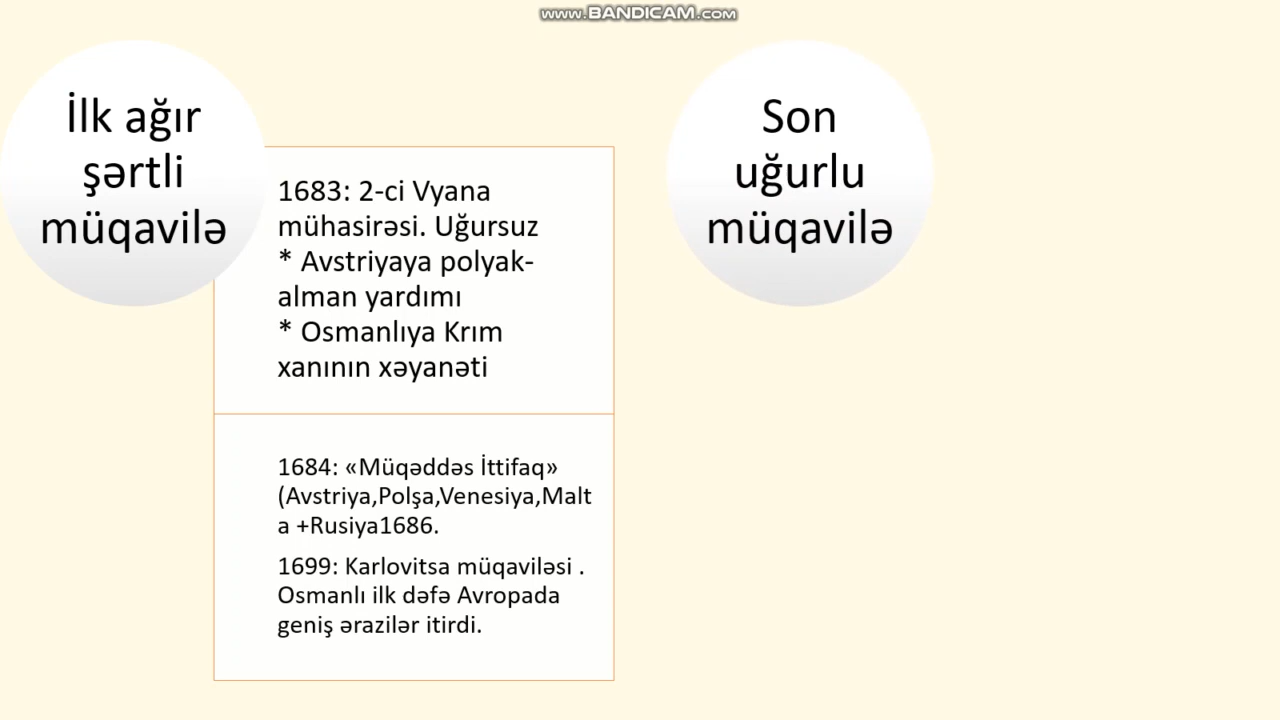 www.BANDICAM.com
İlk ağır
şərtli
müqavilə
1683: 2-ci Vyana
mühasirəsi. Uğursuz
* Avstriyaya polyak-
alman yardımı
* Osmanlıya Krım
xanının xəyanəti
1684: «Müqəddəs İttifaq»
(Avstriya,Polşa,Venesiya,Malt
a +Rusiya1686.
1699: Karlovitsa müqaviləsi .
Osmanlı ilk dəfə Avropada
geniş ərazilər itirdi.
Son
uğurlu
müqavilə